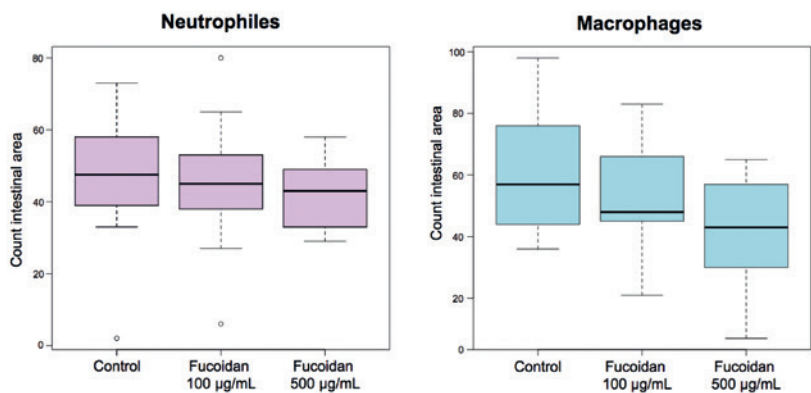 Neutrophiles
Count intestinal area
80
60
40
20
0
Control
Fucoidan
100 µg/mL
Fucoidan
500 µg/mL
Macrophages
Count intestinal area
100
80
60
40
20
0
Control
Fucoidan
100 µg/mL
Fucoidan
500 µg/mL